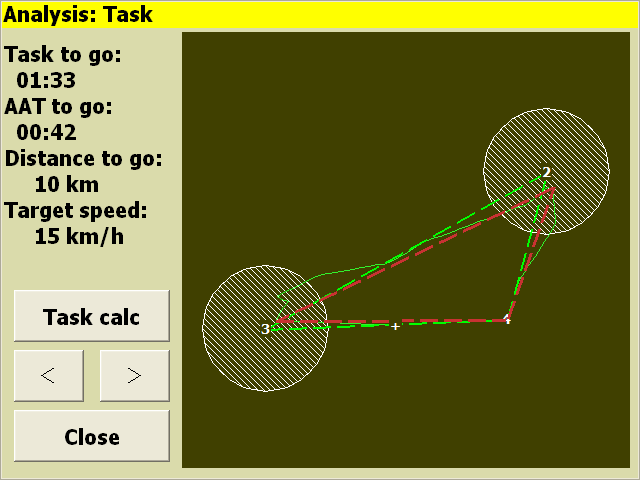 Analysis: Task
Task to go:
01:33
AAT to go:
00:42
Distance to go:
10 km
Target speed:
15 km/h
Task calc
< >
Close
2
3
4